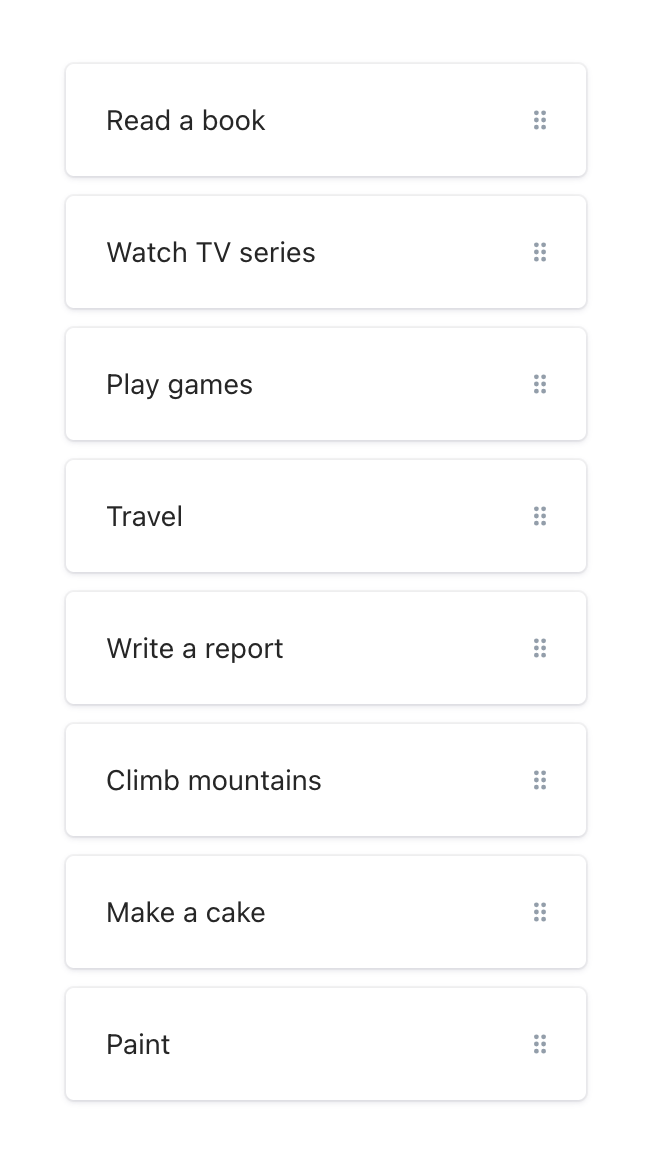 Read a book
Watch TV series
Play games
Travel
Write a report
Climb mountains
Make a cake
Paint